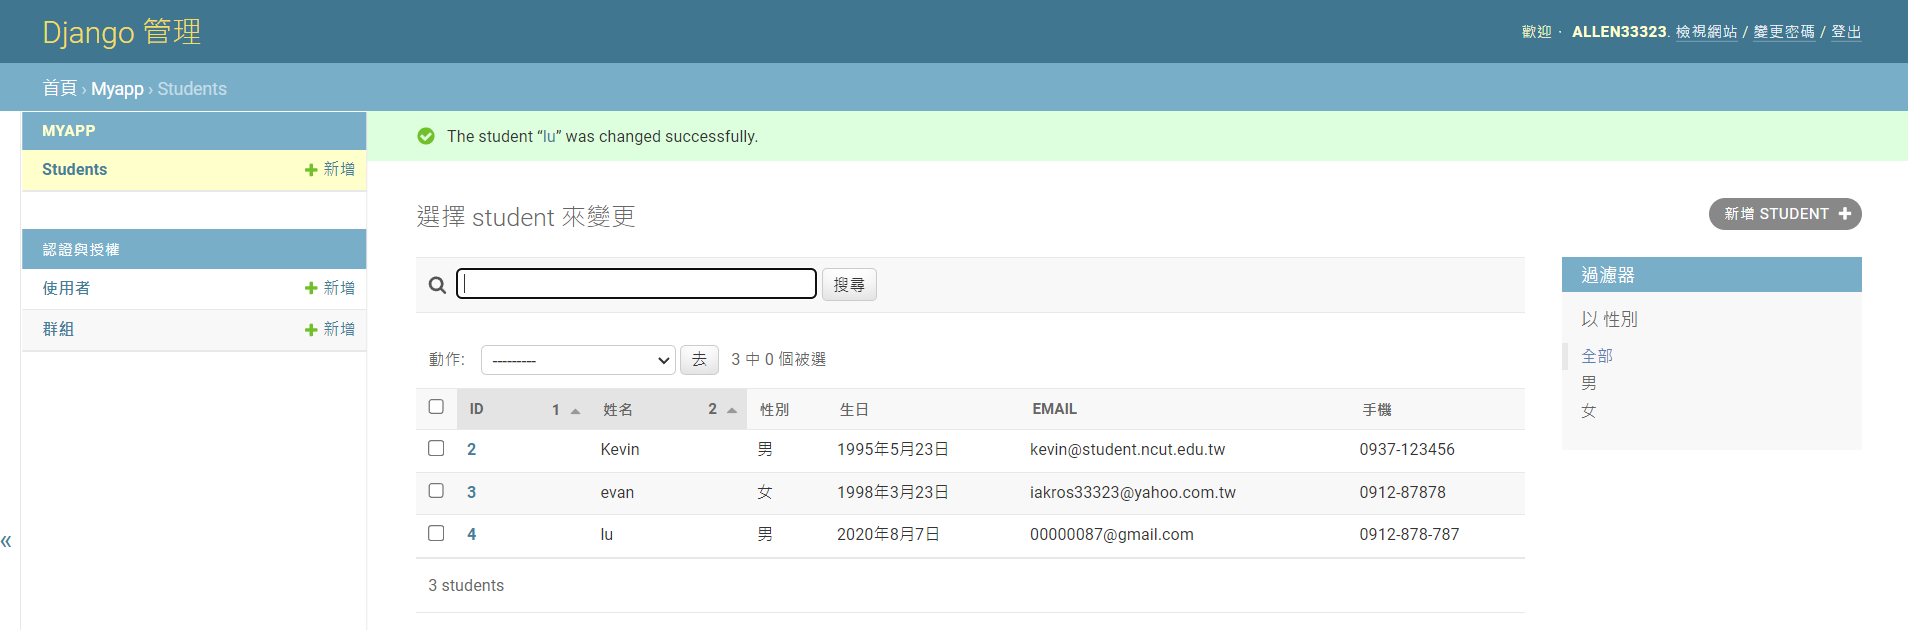 Django 管理
歡迎． ALLEN33323. 檢視網站 / 變更密碼 / 登出
首頁 › Myapp › Students
MYAPP
Students 新增
認證與授權
使用者 新增
群組 新增
«
The student “lu” was changed successfully.
選擇 student 來變更
新增 STUDENT
搜尋
動作: --------- 去 3 中 0 個被選
ID 1 姓名 2 性別 生日 EMAIL 手機
2 Kevin 男 1995年5月23日 kevin@student.ncut.edu.tw 0937-123456
3 evan 女 1998年3月23日 iakros33323@yahoo.com.tw 0912-87878
4 lu 男 2020年8月7日 00000087@gmail.com 0912-878-787
3 students
過濾器
以 性別
全部
男
女